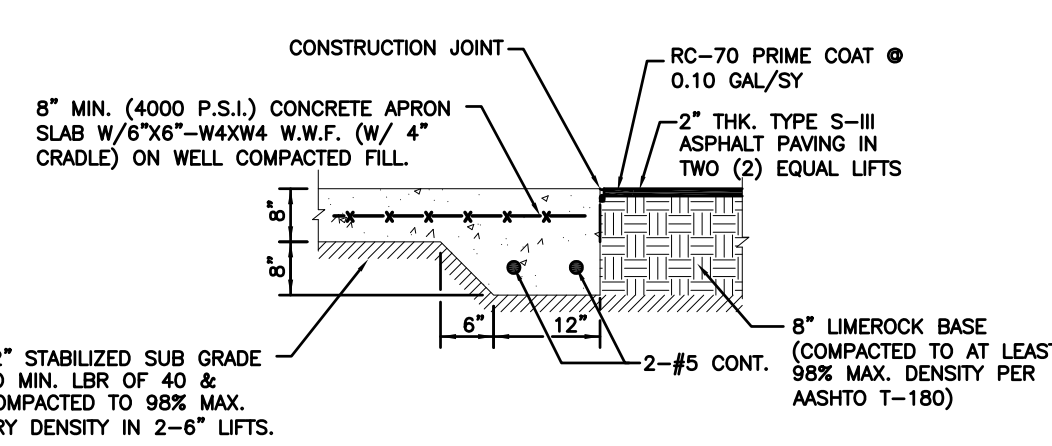 CONSTRUCTION JOINT
RC-70 PRIME COAT @
0.10 GAL/SY
8" MIN. (4000 P.S.I.) CONCRETE APRON
SLAB W/6"X6"-W4XW4 W.W.F. (W/ 4"
CRADLE) ON WELL COMPACTED FILL.
2" THK. TYPE S-III
ASPHALT PAVING IN
TWO (2) EQUAL LIFTS
8"
8"
6"
12"
2-#5 CONT.
8" LIMEROCK BASE
(COMPACTED TO AT LEAST
98% MAX. DENSITY PER
AASHTO T-180)
STABILIZED SUB GRADE
MIN. LBR OF 40 &
98% MAX.
DENSITY IN 2-6" LIFTS.